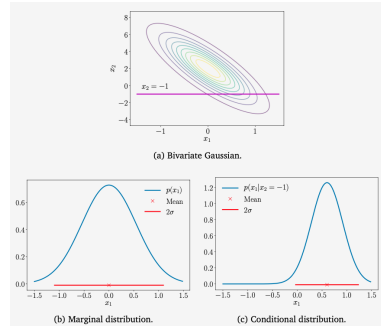 8
6
4
2
0
−2
−4
x₂
x₂ = −1
−1 0 1
x₁
(a) Bivariate Gaussian.
p(x₁)
Mean
2σ
0.6
0.4
0.2
0.0
−1.5 −1.0 −0.5 0.0 0.5 1.0 1.5
x₁
(b) Marginal distribution.
p(x₁|x₂ = −1)
Mean
2σ
1.2
1.0
0.8
0.6
0.4
0.2
0.0
−1.5 −1.0 −0.5 0.0 0.5 1.0 1.5
x₁
(c) Conditional distribution.